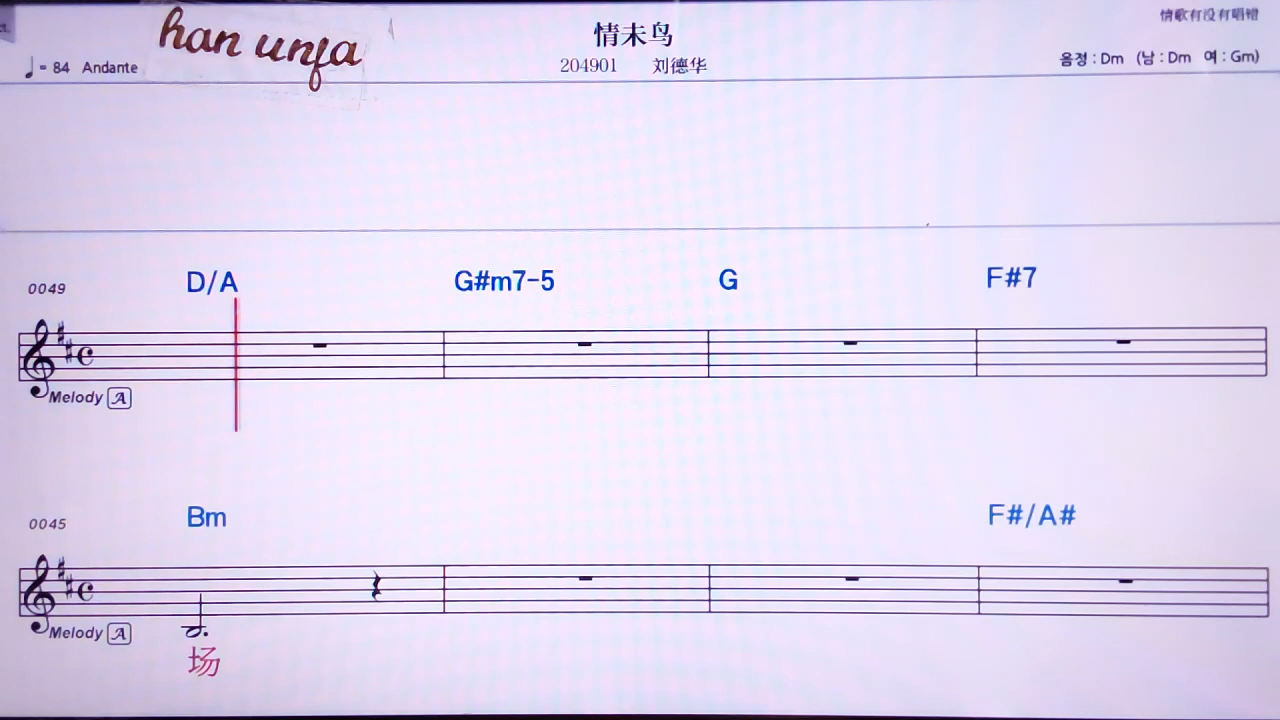 han unfa
情未鸟
情歌有没有唱错
♩= 84 Andante
204901 刘德华
음정 : Dm (남 : Dm 여 : Gm)
0049 D/A G#m7-5 G F#7
Melody A
0045 Bm F#/A#
Melody A
场